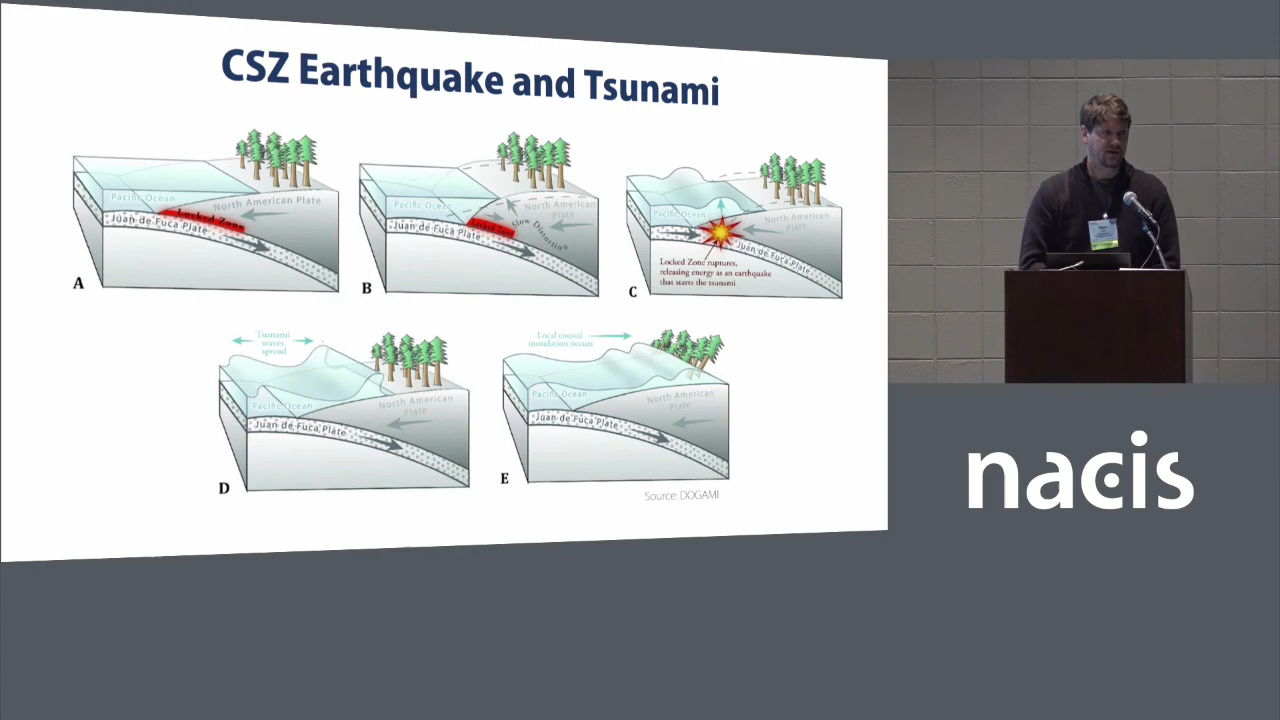 CSZ Earthquake and Tsunami
Pacific Ocean
North American Plate
Locked Zone
Juan de Fuca Plate
A
Pacific Ocean
North American
Plate
Locked Zone
Slow Distortion
Juan de Fuca Plate
B
Pacific Ocean
North American
Plate
Juan de Fuca Plate
Locked Zone ruptures,
releasing energy as an earthquake
that starts the tsunami
C
Tsunami
waves
spread
Pacific Ocean
North American
Plate
Juan de Fuca Plate
D
Local coastal
inundation occurs
Pacific Ocean
North American
Plate
Juan de Fuca Plate
E
Source: DOGAMI
nacis